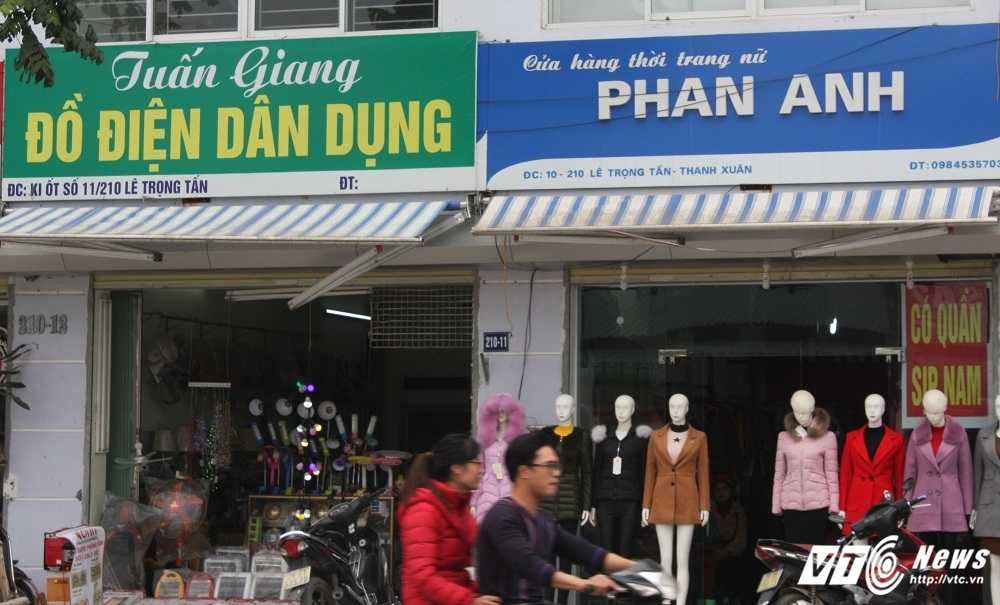 Tuấn Giang
ĐỒ ĐIỆN DÂN DỤNG
ĐC: KI ỐT SỐ 11/210 LÊ TRỌNG TẤN ĐT:
Cửa hàng thời trang nữ
PHAN ANH
ĐC: 10 - 210 LÊ TRỌNG TẤN - THANH XUÂN ĐT: 0984535703
210-12
210-11
CÓ QUẦN
SIP NAM
VTC NEWS
http://vtc.vn